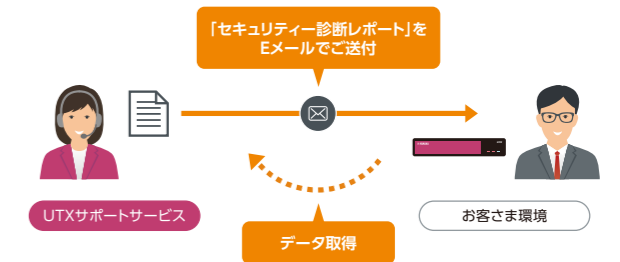 「セキュリティー診断レポート」を
Eメールでご送付
UTXサポートサービス
お客さま環境
データ取得